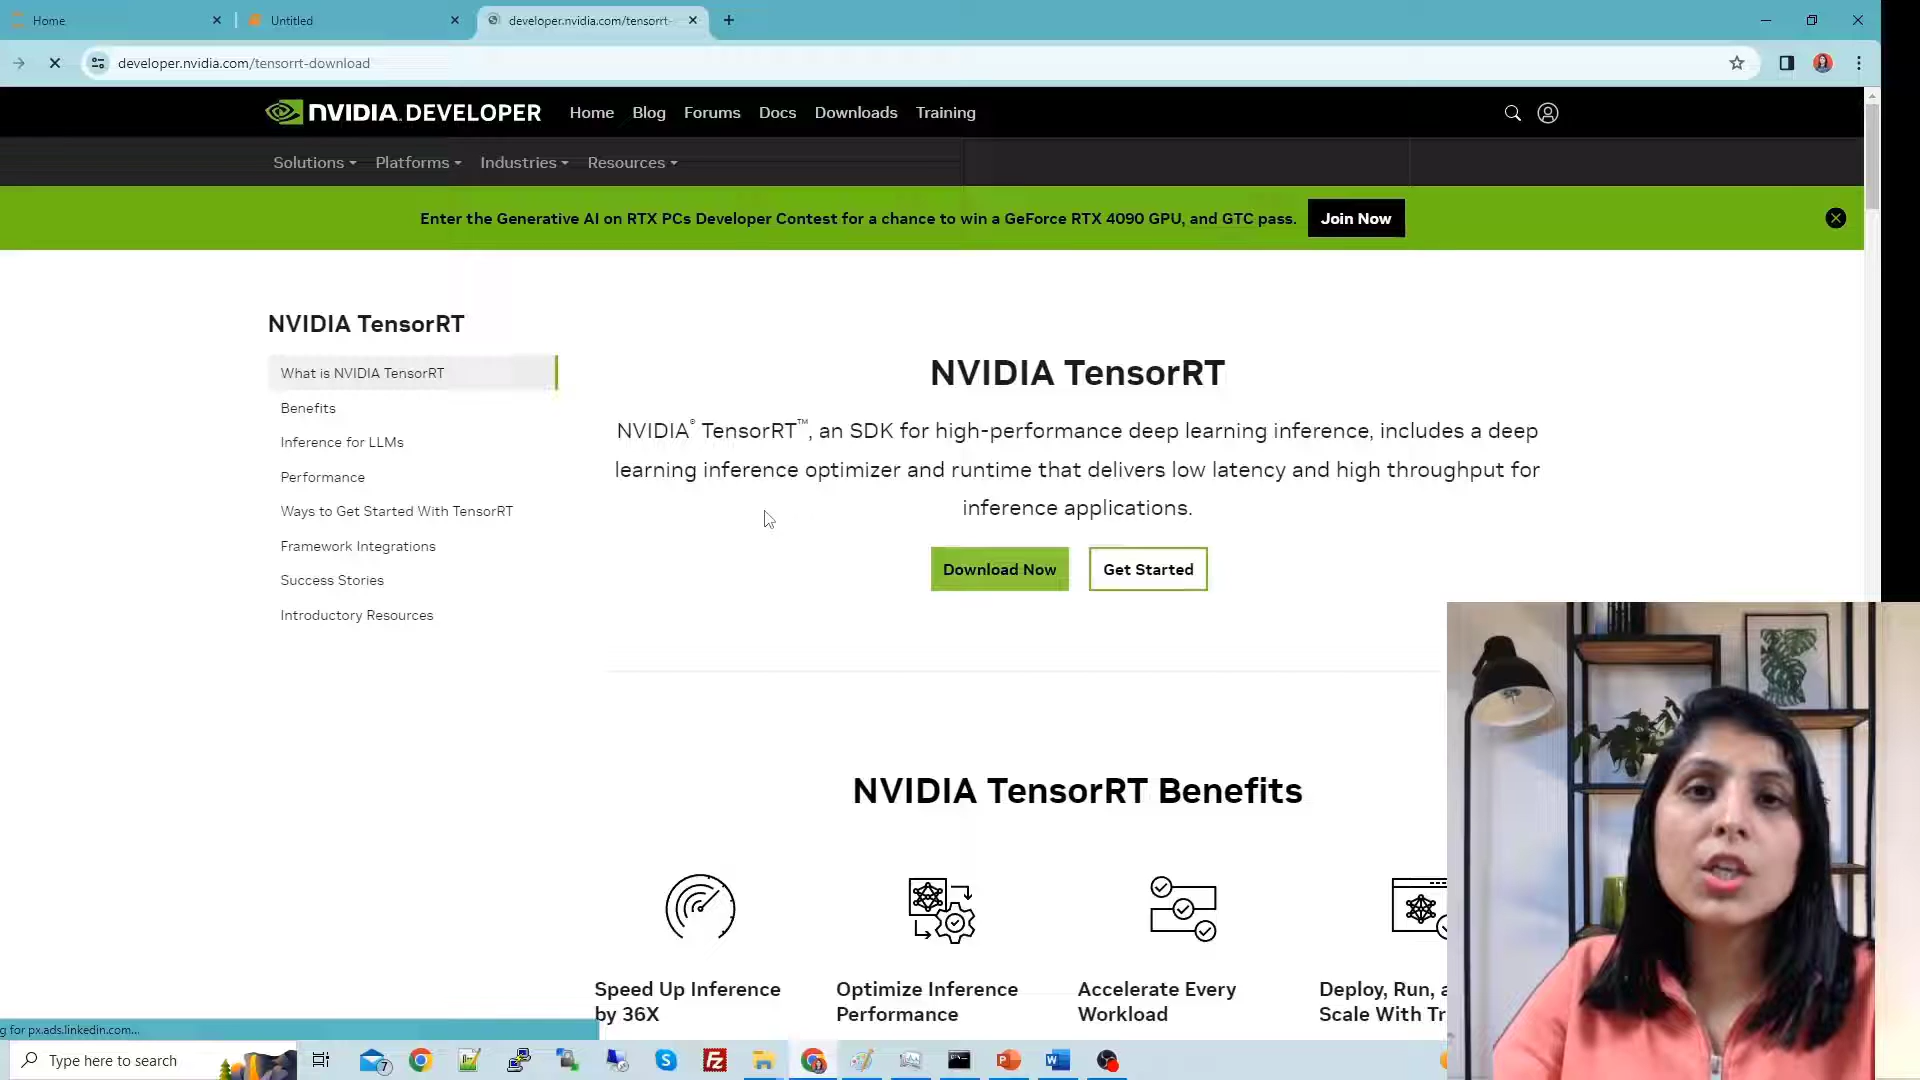 Home
Untitled
developer.nvidia.com/tensorrt-
developer.nvidia.com/tensorrt-download
NVIDIA DEVELOPER
Home
Blog
Forums
Docs
Downloads
Training
Solutions
Platforms
Industries
Resources
Enter the Generative AI on RTX PCs Developer Contest for a chance to win a GeForce RTX 4090 GPU, and GTC pass.
Join Now
NVIDIA TensorRT
What is NVIDIA TensorRT
Benefits
Inference for LLMs
Performance
Ways to Get Started With TensorRT
Framework Integrations
Success Stories
Introductory Resources
NVIDIA TensorRT
NVIDIA® TensorRT™, an SDK for high-performance deep learning inference, includes a deep
learning inference optimizer and runtime that delivers low latency and high throughput for
inference applications.
Download Now
Get Started
NVIDIA TensorRT Benefits
Speed Up Inference
by 36X
Optimize Inference
Performance
Accelerate Every
Workload
Deploy, Run, a
Scale With Tr
g for px.ads.linkedin.com...
Type here to search
7